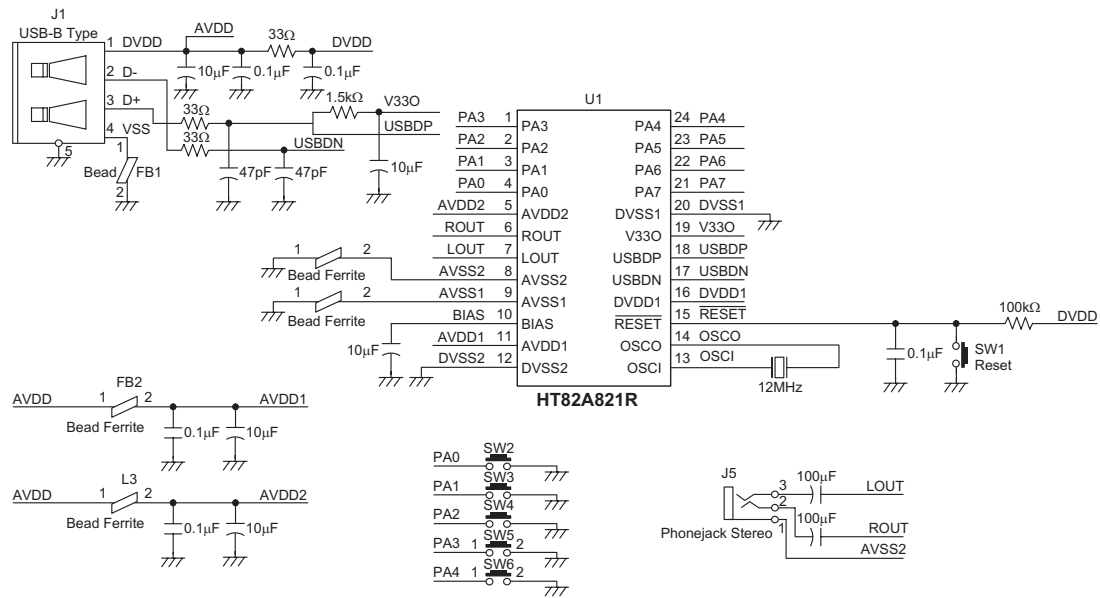 J1
USB-B Type
1 DVDD
AVDD
33Ω
DVDD
10μF
0.1μF
0.1μF
2 D-
3 D+
4 VSS
5
1
Bead FB1
2
33Ω
33Ω
1.5kΩ
V33O
USBDP
USBDN
47pF
47pF
10μF
U1
PA3 1 PA3
PA2 2 PA2
PA1 3 PA1
PA0 4 PA0
AVDD2 5 AVDD2
ROUT 6 ROUT
LOUT 7 LOUT
AVSS2 8 AVSS2
AVSS1 9 AVSS1
BIAS 10 BIAS
AVDD1 11 AVDD1
DVSS2 12 DVSS2
PA4 24 PA4
PA5 23 PA5
PA6 22 PA6
PA7 21 PA7
DVSS1 20 DVSS1
V33O 19 V33O
USBDP 18 USBDP
USBDN 17 USBDN
DVDD1 16 DVDD1
RESET 15 RESET
OSCO 14 OSCO
OSCI 13 OSCI
HT82A821R
1 2
Bead Ferrite
1 2
Bead Ferrite
10μF
12MHz
100kΩ
DVDD
0.1μF
SW1
Reset
FB2
AVDD 1 2 AVDD1
Bead Ferrite
0.1μF
10μF
L3
AVDD 1 2 AVDD2
Bead Ferrite
0.1μF
10μF
SW2
PA0
SW3
PA1
SW4
PA2
SW5
PA3 1 2
SW6
PA4 1 2
J5
Phonejack Stereo
3
2
1
100μF
LOUT
100μF
ROUT
AVSS2